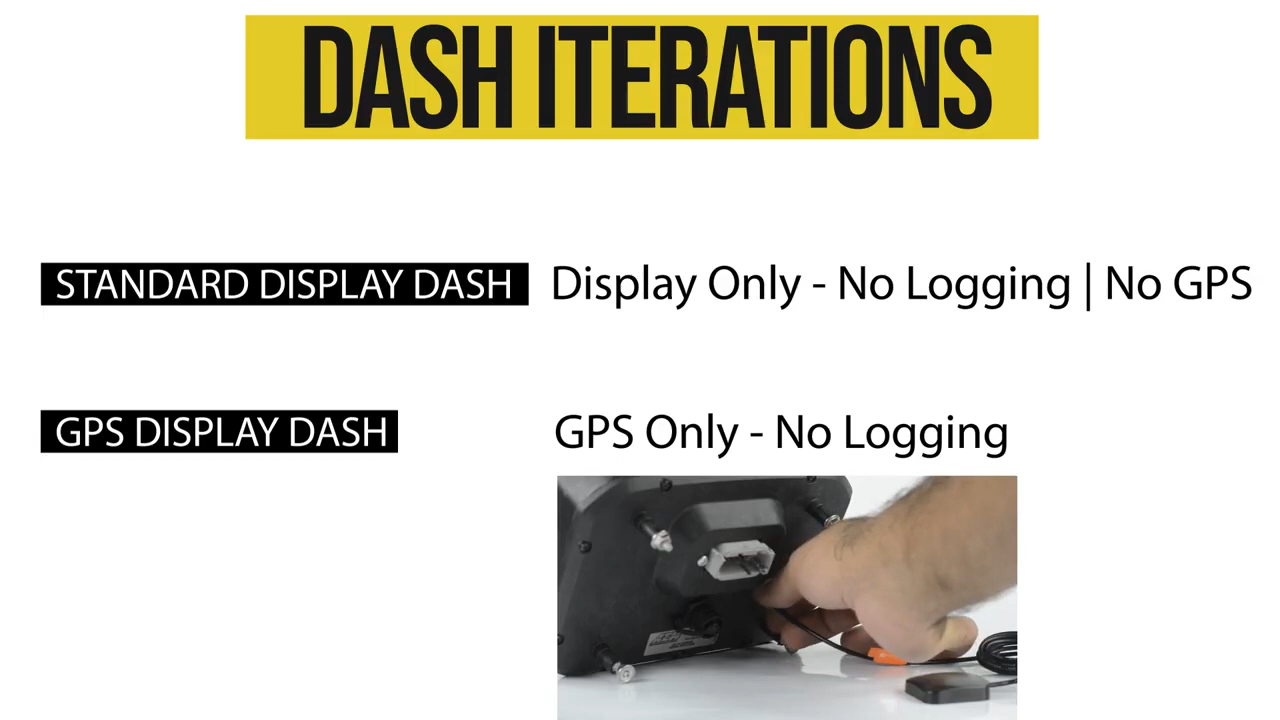 DASH ITERATIONS
STANDARD DISPLAY DASH Display Only - No Logging | No GPS
GPS DISPLAY DASH GPS Only - No Logging